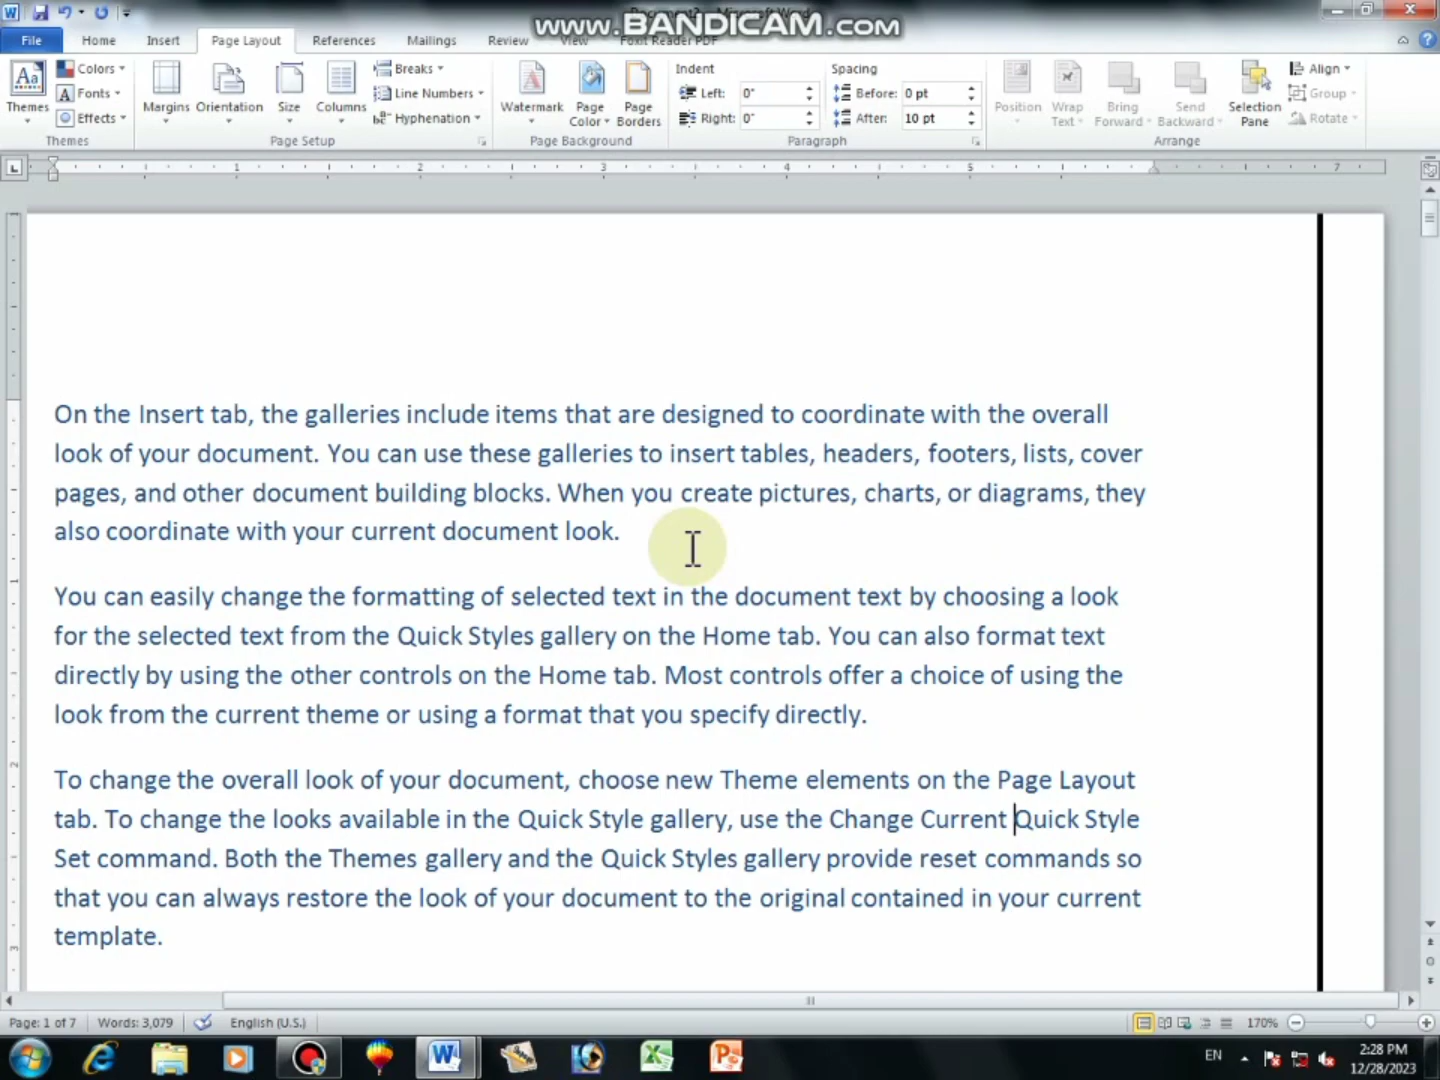 www.BANDICAM.com
File Home Insert Page Layout References Mailings Review View Foxit Reader PDF
Themes Colors Fonts Effects
Margins Orientation Size Columns Breaks Line Numbers Hyphenation
Watermark Page Color Page Borders
Indent Spacing
Left: 0" Before: 0 pt
Right: 0" After: 10 pt
Position Wrap Text Bring Forward Send Backward Selection Pane Align Group Rotate
Themes Page Setup Page Background Paragraph Arrange
1 2 3 4 5 7
On the Insert tab, the galleries include items that are designed to coordinate with the overall
look of your document. You can use these galleries to insert tables, headers, footers, lists, cover
pages, and other document building blocks. When you create pictures, charts, or diagrams, they
also coordinate with your current document look.
You can easily change the formatting of selected text in the document text by choosing a look
for the selected text from the Quick Styles gallery on the Home tab. You can also format text
directly by using the other controls on the Home tab. Most controls offer a choice of using the
look from the current theme or using a format that you specify directly.
To change the overall look of your document, choose new Theme elements on the Page Layout
tab. To change the looks available in the Quick Style gallery, use the Change Current Quick Style
Set command. Both the Themes gallery and the Quick Styles gallery provide reset commands so
that you can always restore the look of your document to the original contained in your current
template.
Page: 1 of 7 Words: 3,079 English (U.S.) 170%
EN 2:28 PM
12/28/2023